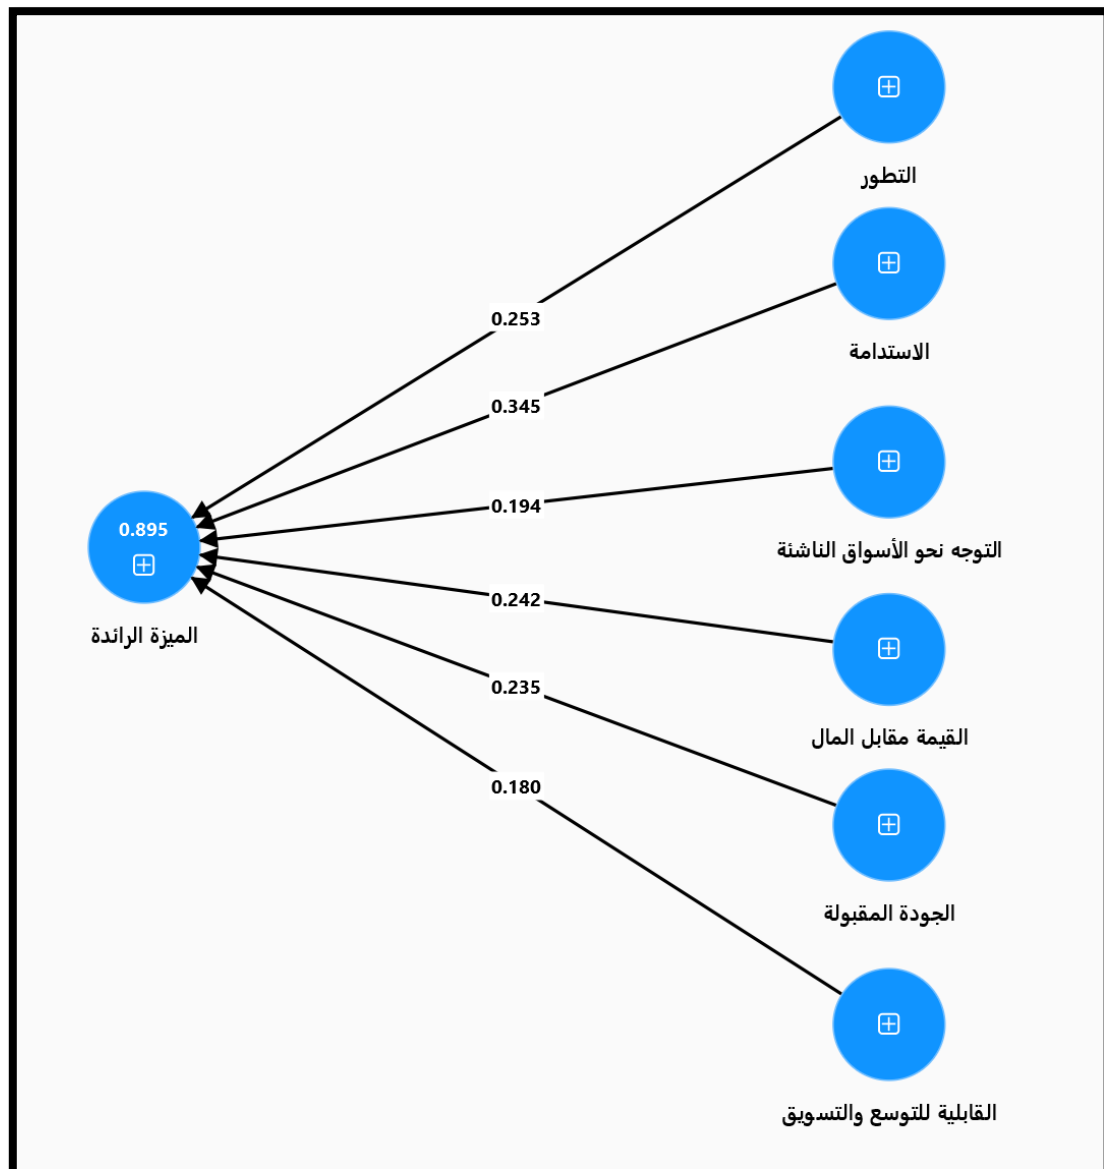 التطور
0.253
الاستدامة
0.345
0.194
التوجه نحو الأسواق الناشئة
0.895
0.242
الميزة الرائدة
0.235
القيمة مقابل المال
0.180
الجودة المقبولة
القابلية للتوسع والتسويق